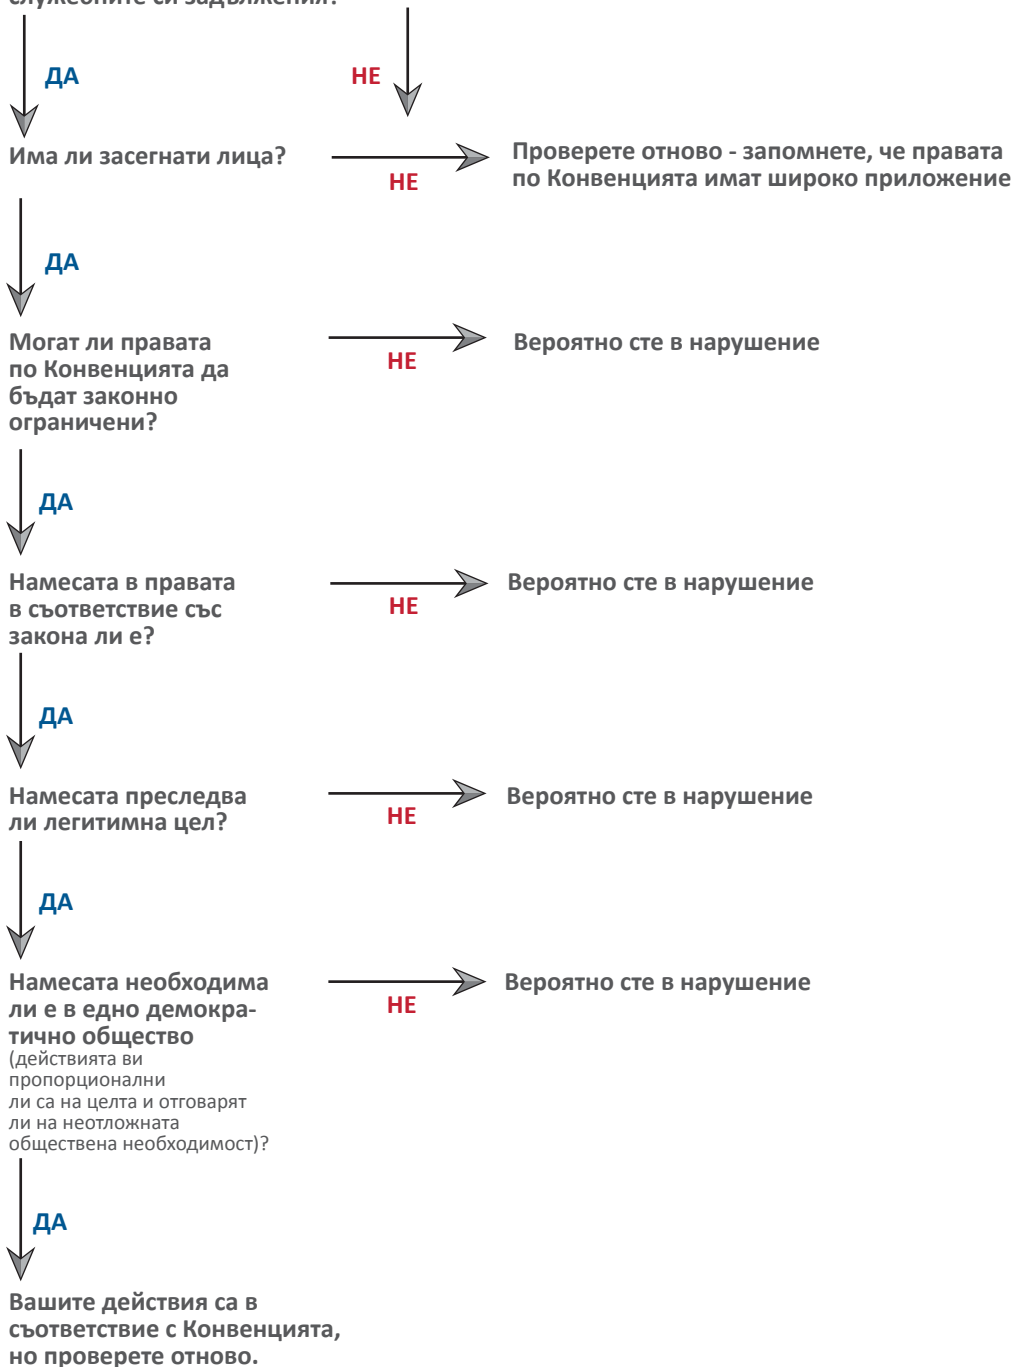 служебните си задължения?
ДА
НЕ
Има ли засегнати лица?
НЕ
Проверете отново - запомнете, че правата
по Конвенцията имат широко приложение
ДА
Могат ли правата
по Конвенцията да
бъдат законно
ограничени?
НЕ
Вероятно сте в нарушение
ДА
Намесата в правата
в съответствие със
закона ли е?
НЕ
Вероятно сте в нарушение
ДА
Намесата преследва
ли легитимна цел?
НЕ
Вероятно сте в нарушение
ДА
Намесата необходима
ли е в едно демокра-
тично общество
(действията ви
пропорционални
ли са на целта и отговарят
ли на неотложната
обществена необходимост)?
НЕ
Вероятно сте в нарушение
ДА
Вашите действия са в
съответствие с Конвенцията,
но проверете отново.